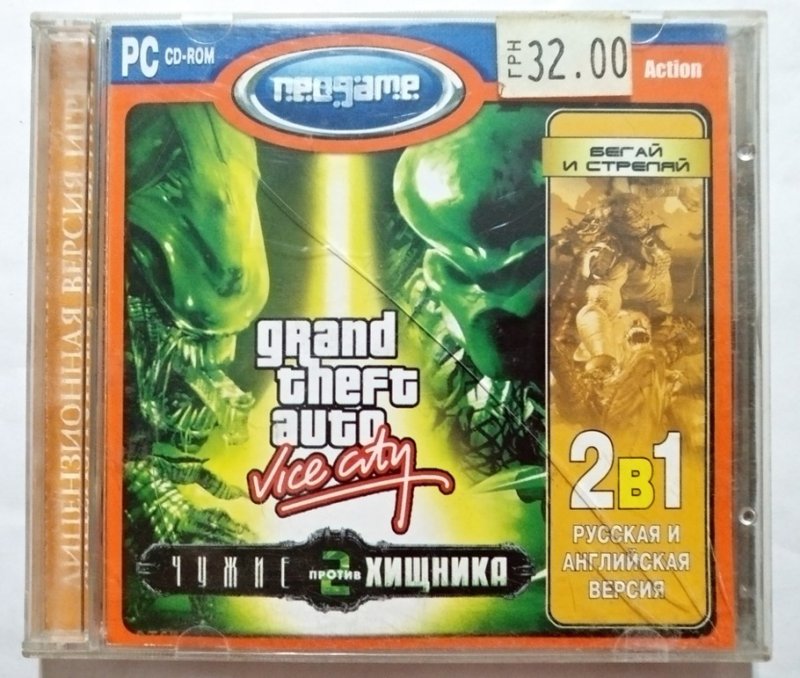 PC CD-ROM
neogame
ГРН 32.00
Action
ЛИЦЕНЗИОННАЯ ВЕРСИЯ ИГРЫ
БЕГАЙ
И СТРЕЛЯЙ
grand
theft
auto
vice city
ЧУЖИЕ ПРОТИВ ХИЩНИКА
2
2в1
РУССКАЯ И
АНГЛИЙСКАЯ
ВЕРСИЯ